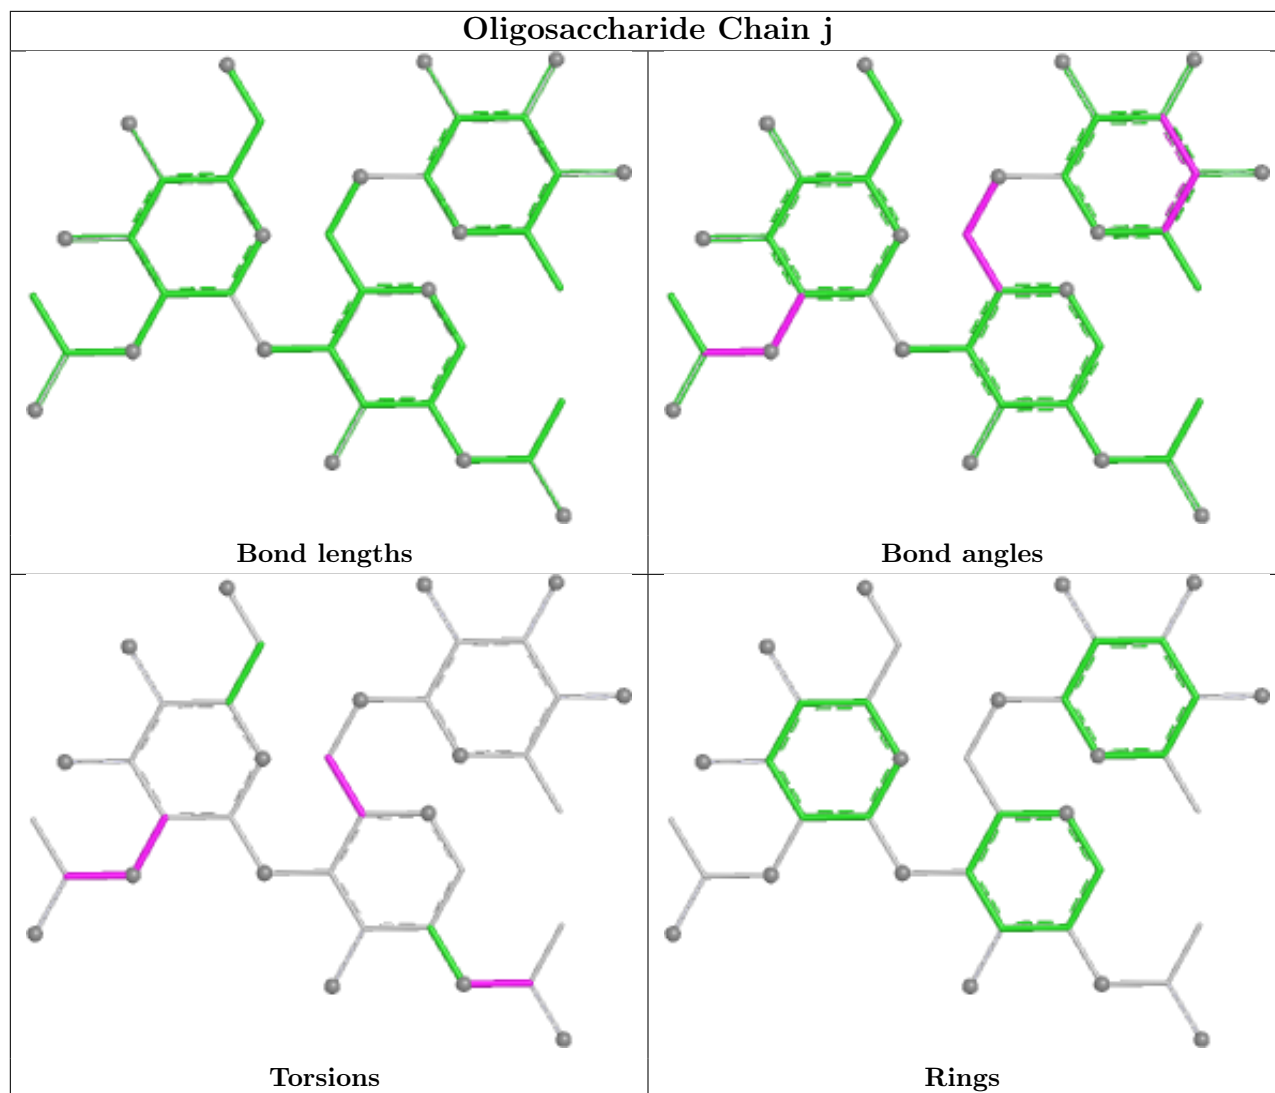 Oligosaccharide Chain j
Bond lengths
Bond angles
Torsions
Rings